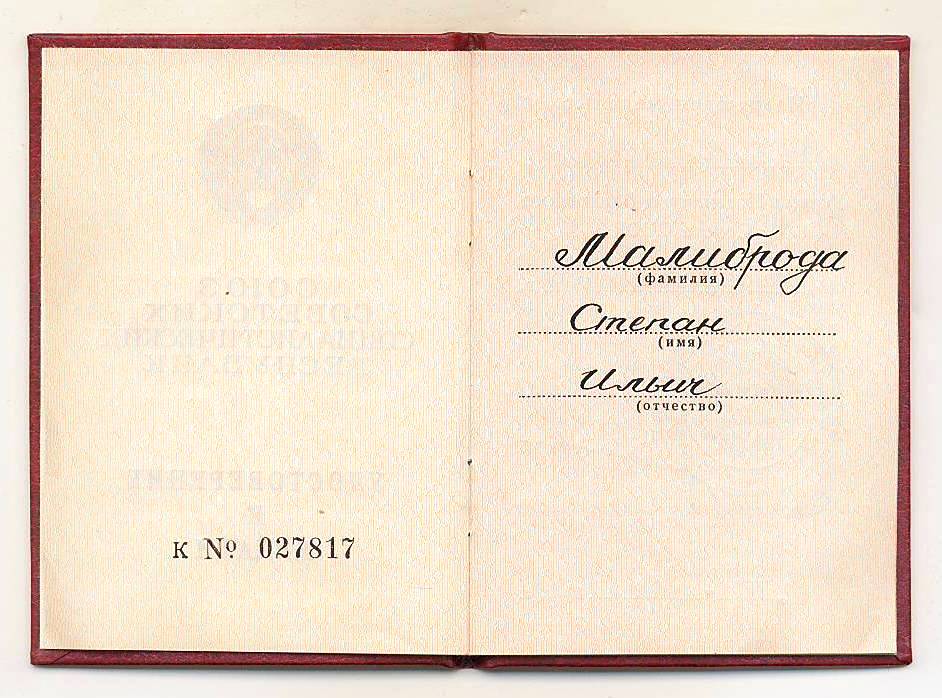 К № 027817
Малиброда
(фамилия)
Степан
(имя)
Ильич
(отчество)